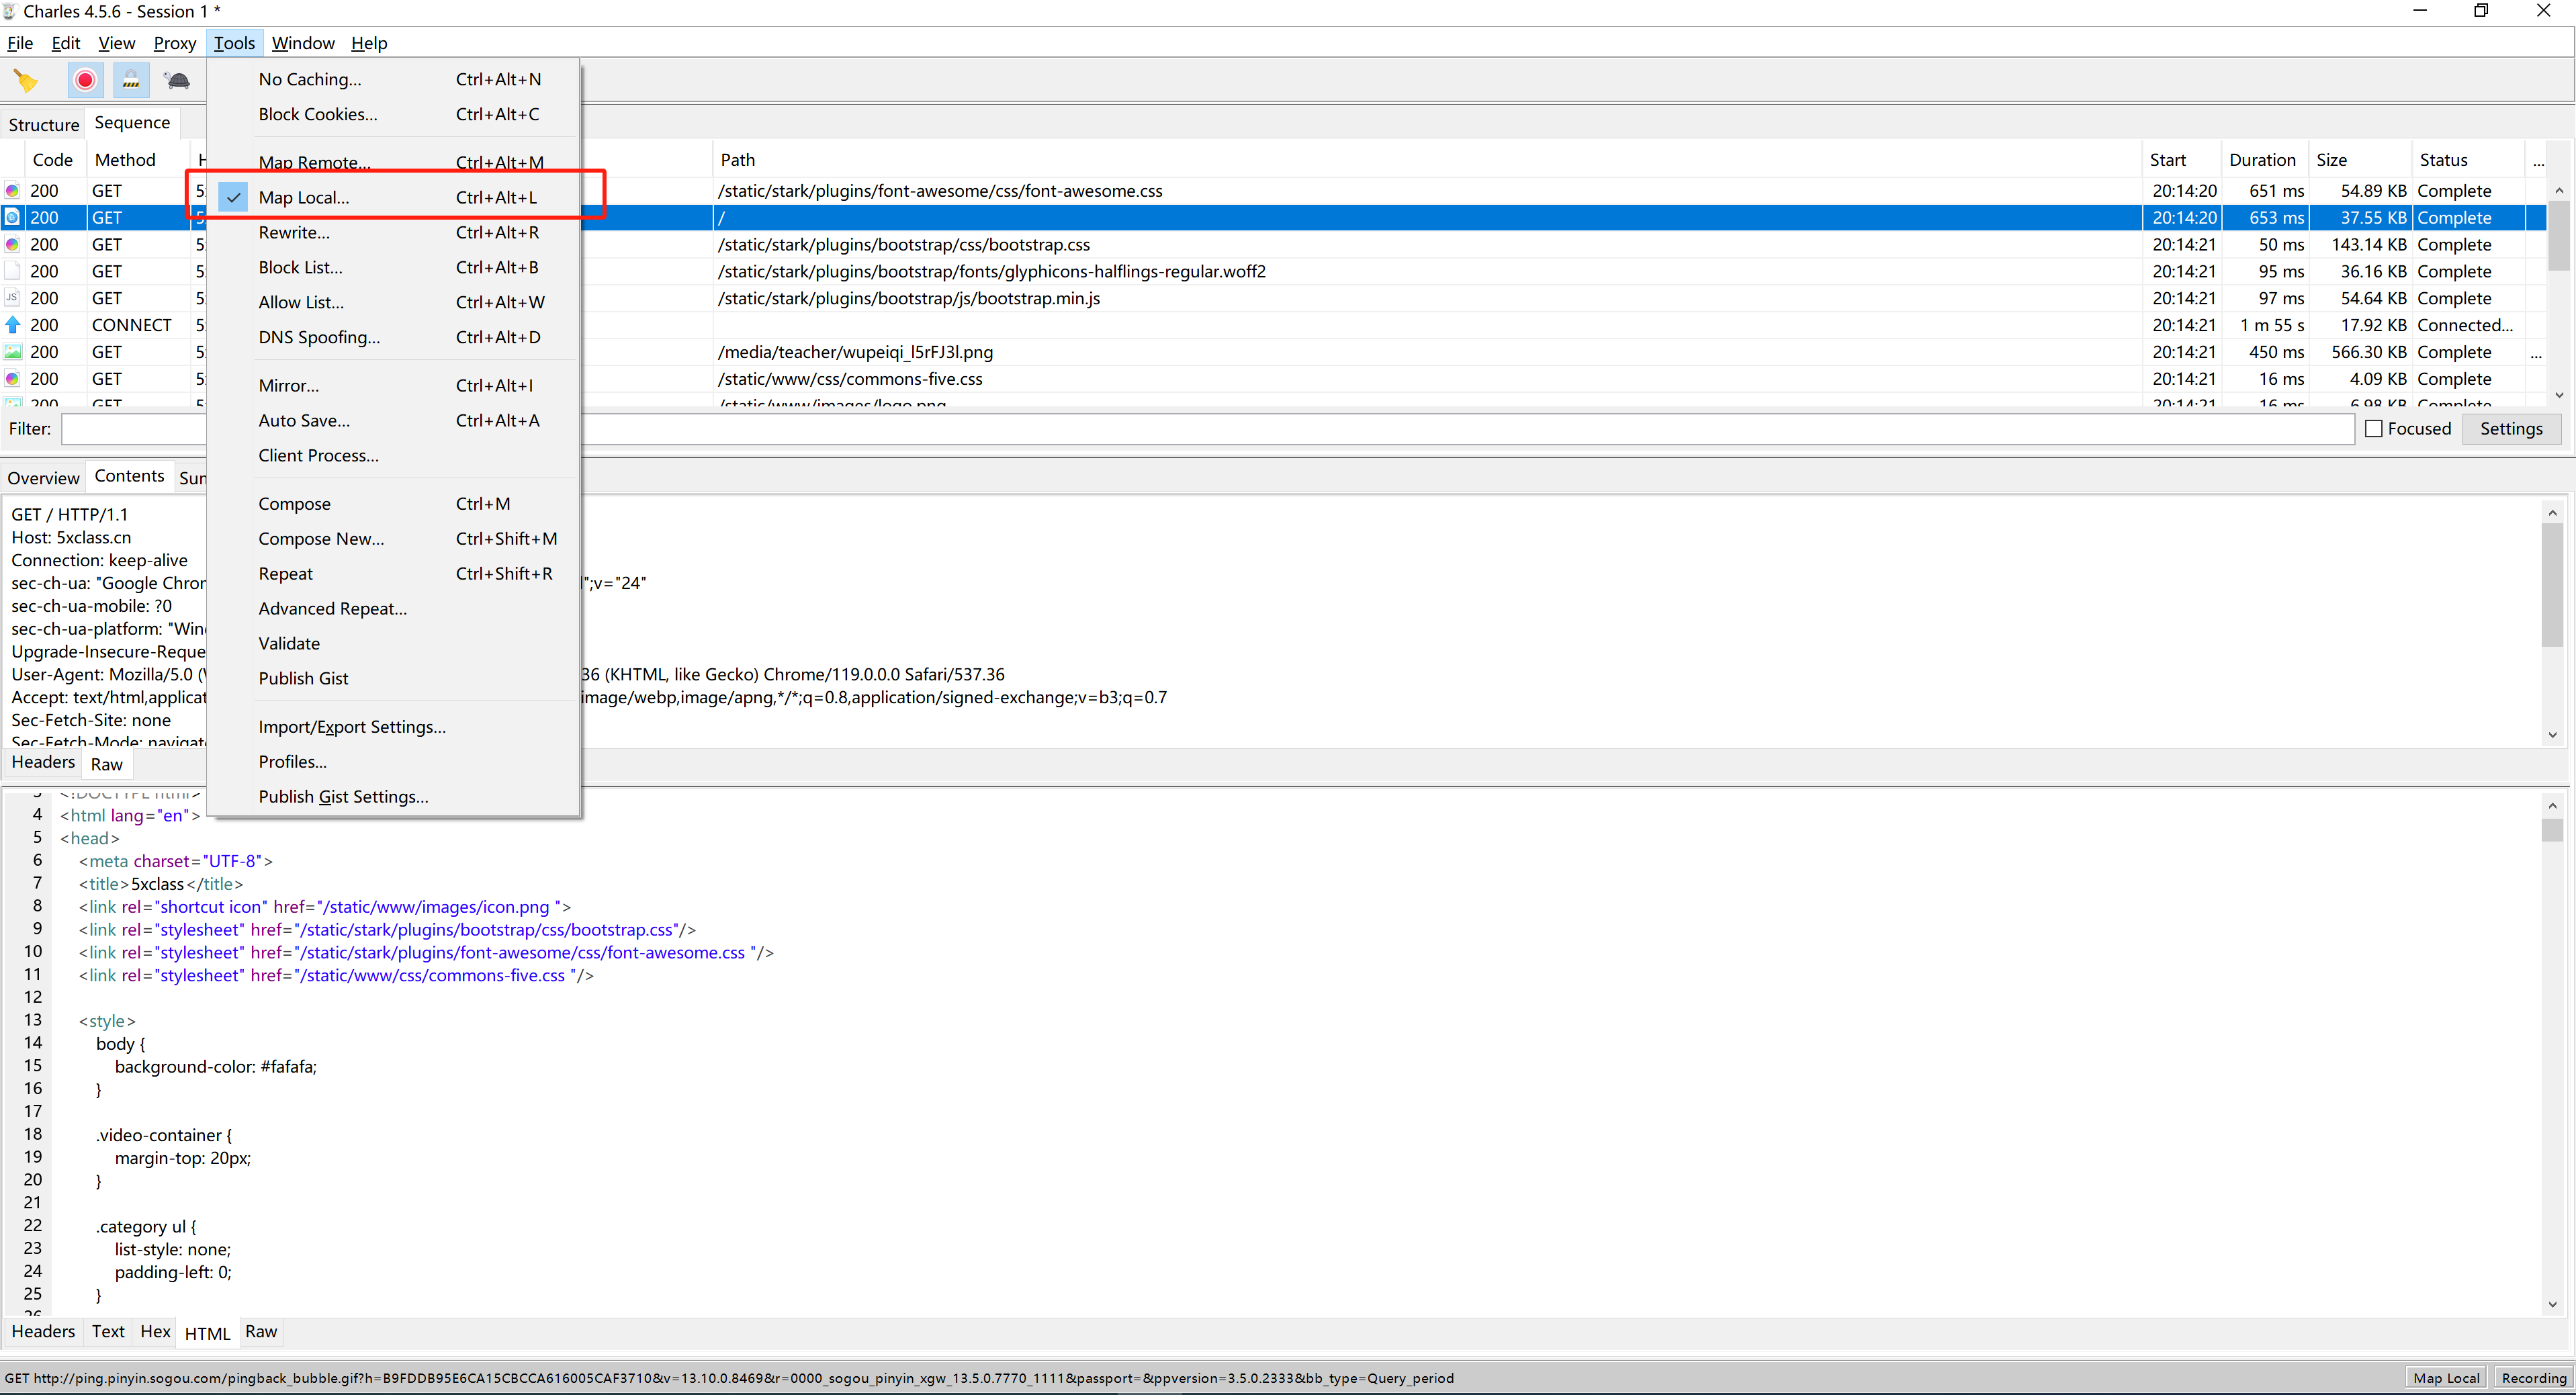 Charles 4.5.6 - Session 1 *
File Edit View Proxy Tools Window Help
No Caching... Ctrl+Alt+N
Block Cookies... Ctrl+Alt+C
Map Remote... Ctrl+Alt+M
Map Local... Ctrl+Alt+L
Rewrite... Ctrl+Alt+R
Block List... Ctrl+Alt+B
Allow List... Ctrl+Alt+W
DNS Spoofing... Ctrl+Alt+D
Mirror... Ctrl+Alt+I
Auto Save... Ctrl+Alt+A
Client Process...
Compose Ctrl+M
Compose New... Ctrl+Shift+M
Repeat Ctrl+Shift+R
Advanced Repeat...
Validate
Publish Gist
Import/Export Settings...
Profiles...
Publish Gist Settings...
Structure Sequence
Code Method H Path Start Duration Size Status ...
200 GET 5 /static/stark/plugins/font-awesome/css/font-awesome.css 20:14:20 651 ms 54.89 KB Complete
200 GET 5 / 20:14:20 653 ms 37.55 KB Complete
200 GET 5 /static/stark/plugins/bootstrap/css/bootstrap.css 20:14:21 50 ms 143.14 KB Complete
200 GET 5 /static/stark/plugins/bootstrap/fonts/glyphicons-halflings-regular.woff2 20:14:21 95 ms 36.16 KB Complete
JS 200 GET 5 /static/stark/plugins/bootstrap/js/bootstrap.min.js 20:14:21 97 ms 54.64 KB Complete
200 CONNECT 5 20:14:21 1 m 55 s 17.92 KB Connected...
200 GET 5 /media/teacher/wupeiqi_l5rFJ3l.png 20:14:21 450 ms 566.30 KB Complete ...
200 GET 5 /static/www/css/commons-five.css 20:14:21 16 ms 4.09 KB Complete
200 GET 5 /static/www/images/logo.png 20:14:21 16 ms 6.98 KB Complete
Filter: Focused Settings
Overview Contents Sum
GET / HTTP/1.1
Host: 5xclass.cn
Connection: keep-alive
sec-ch-ua: "Google Chror ";v="24"
sec-ch-ua-mobile: ?0
sec-ch-ua-platform: "Win
Upgrade-Insecure-Reque
User-Agent: Mozilla/5.0 ( 36 (KHTML, like Gecko) Chrome/119.0.0.0 Safari/537.36
Accept: text/html,applicat image/webp,image/apng,*/*;q=0.8,application/signed-exchange;v=b3;q=0.7
Sec-Fetch-Site: none
Sec-Fetch-Mode: navigat
Headers Raw
3 <!DOCTYPE html>
4 <html lang="en">
5 <head>
6 <meta charset="UTF-8">
7 <title>5xclass</title>
8 <link rel="shortcut icon" href="/static/www/images/icon.png ">
9 <link rel="stylesheet" href="/static/stark/plugins/bootstrap/css/bootstrap.css"/>
10 <link rel="stylesheet" href="/static/stark/plugins/font-awesome/css/font-awesome.css "/>
11 <link rel="stylesheet" href="/static/www/css/commons-five.css "/>
12
13 <style>
14 body {
15 background-color: #fafafa;
16 }
17
18 .video-container {
19 margin-top: 20px;
20 }
21
22 .category ul {
23 list-style: none;
24 padding-left: 0;
25 }
26
Headers Text Hex HTML Raw
GET http://ping.pinyin.sogou.com/pingback_bubble.gif?h=B9FDDB95E6CA15CBCCA616005CAF3710&v=13.10.0.8469&r=0000_sogou_pinyin_xgw_13.5.0.7770_1111&passport=&ppversion=3.5.0.2333&bb_type=Query_period Map Local Recording